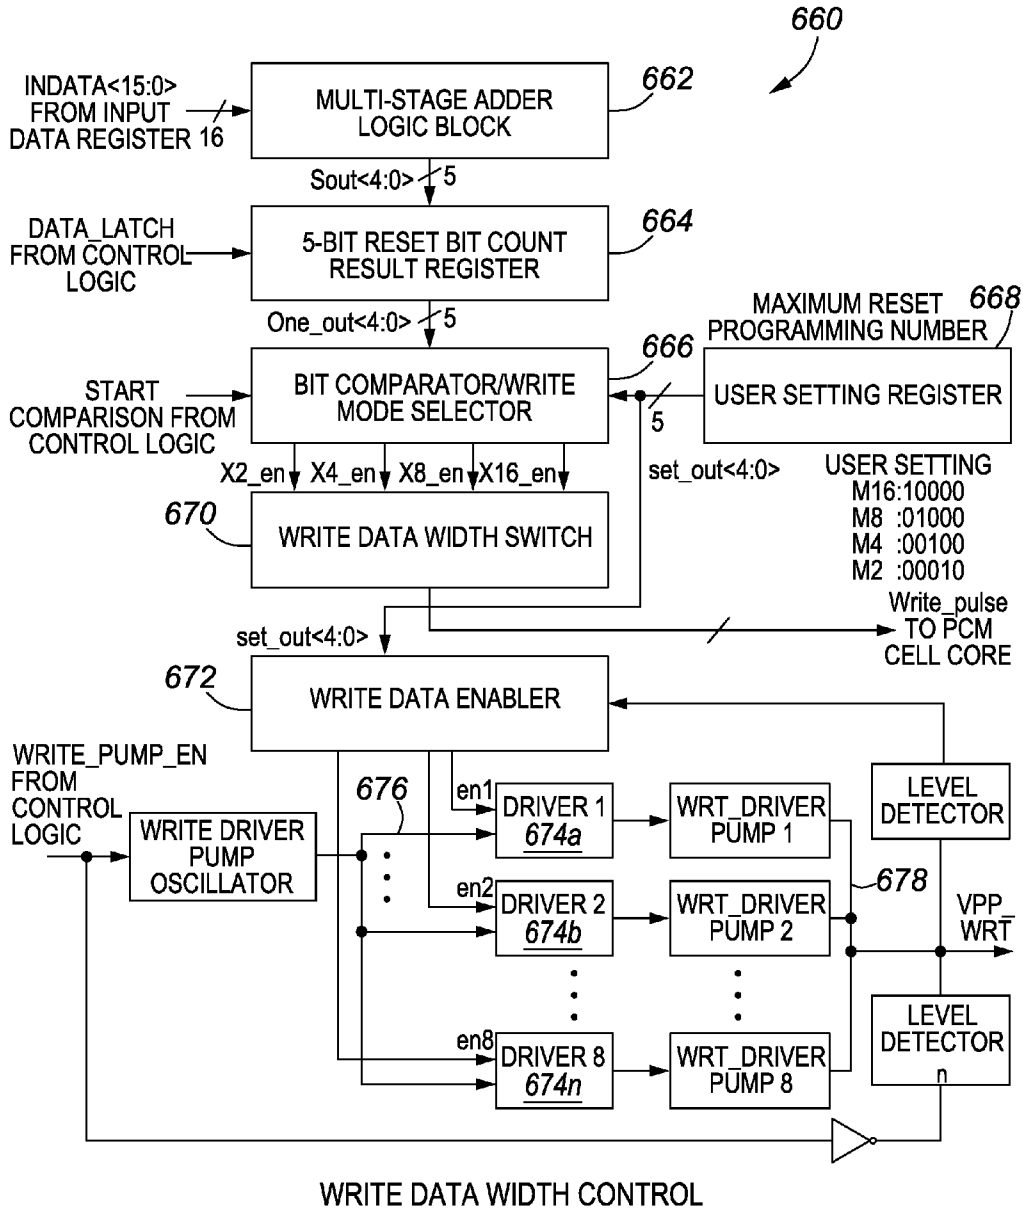 660
INDATA<15:0>
FROM INPUT
DATA REGISTER 16
MULTI-STAGE ADDER
LOGIC BLOCK
662
Sout<4:0> 5
DATA_LATCH
FROM CONTROL
LOGIC
5-BIT RESET BIT COUNT
RESULT REGISTER
664
One_out<4:0> 5
MAXIMUM RESET
PROGRAMMING NUMBER
668
START
COMPARISON FROM
CONTROL LOGIC
BIT COMPARATOR/WRITE
MODE SELECTOR
666
5
USER SETTING REGISTER
X2_en X4_en X8_en X16_en
set_out<4:0>
USER SETTING
M16:10000
M8 :01000
M4 :00100
M2 :00010
670
WRITE DATA WIDTH SWITCH
Write_pulse
TO PCM
CELL CORE
set_out<4:0>
672
WRITE DATA ENABLER
WRITE_PUMP_EN
FROM
CONTROL
LOGIC
WRITE DRIVER
PUMP
OSCILLATOR
676
en1
DRIVER 1
674a
WRT_DRIVER
PUMP 1
LEVEL
DETECTOR
678
en2
DRIVER 2
674b
WRT_DRIVER
PUMP 2
VPP_
WRT
en8
DRIVER 8
674n
WRT_DRIVER
PUMP 8
LEVEL
DETECTOR
n
WRITE DATA WIDTH CONTROL